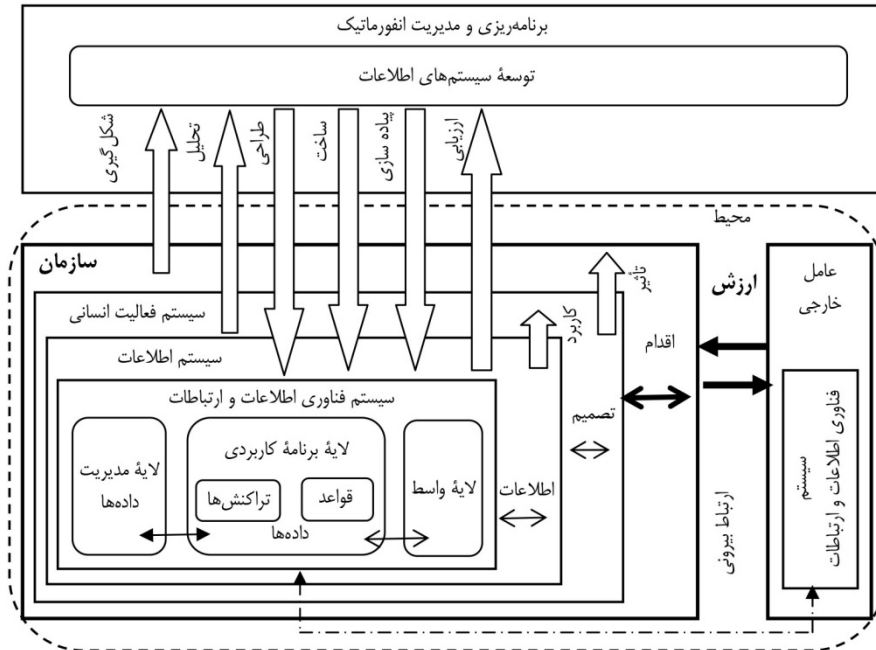 برنامه‌ریزی و مدیریت انفورماتیک
توسعهٔ سیستم‌های اطلاعات
شکل‌گیری
تحلیل
طراحی
ساخت
پیاده سازی
ارزیابی
محیط
سازمان
ارزش
عامل
خارجی
تأثیر
کاربرد
سیستم فعالیت انسانی
اقدام
سیستم اطلاعات
تصمیم
سیستم فناوری اطلاعات و ارتباطات
لایهٔ واسط
لایهٔ برنامهٔ کاربردی
لایهٔ مدیریت
داده‌ها
قواعد
تراکنش‌ها
داده‌ها
اطلاعات
ارتباط بیرونی
سیستم
فناوری اطلاعات و ارتباطات